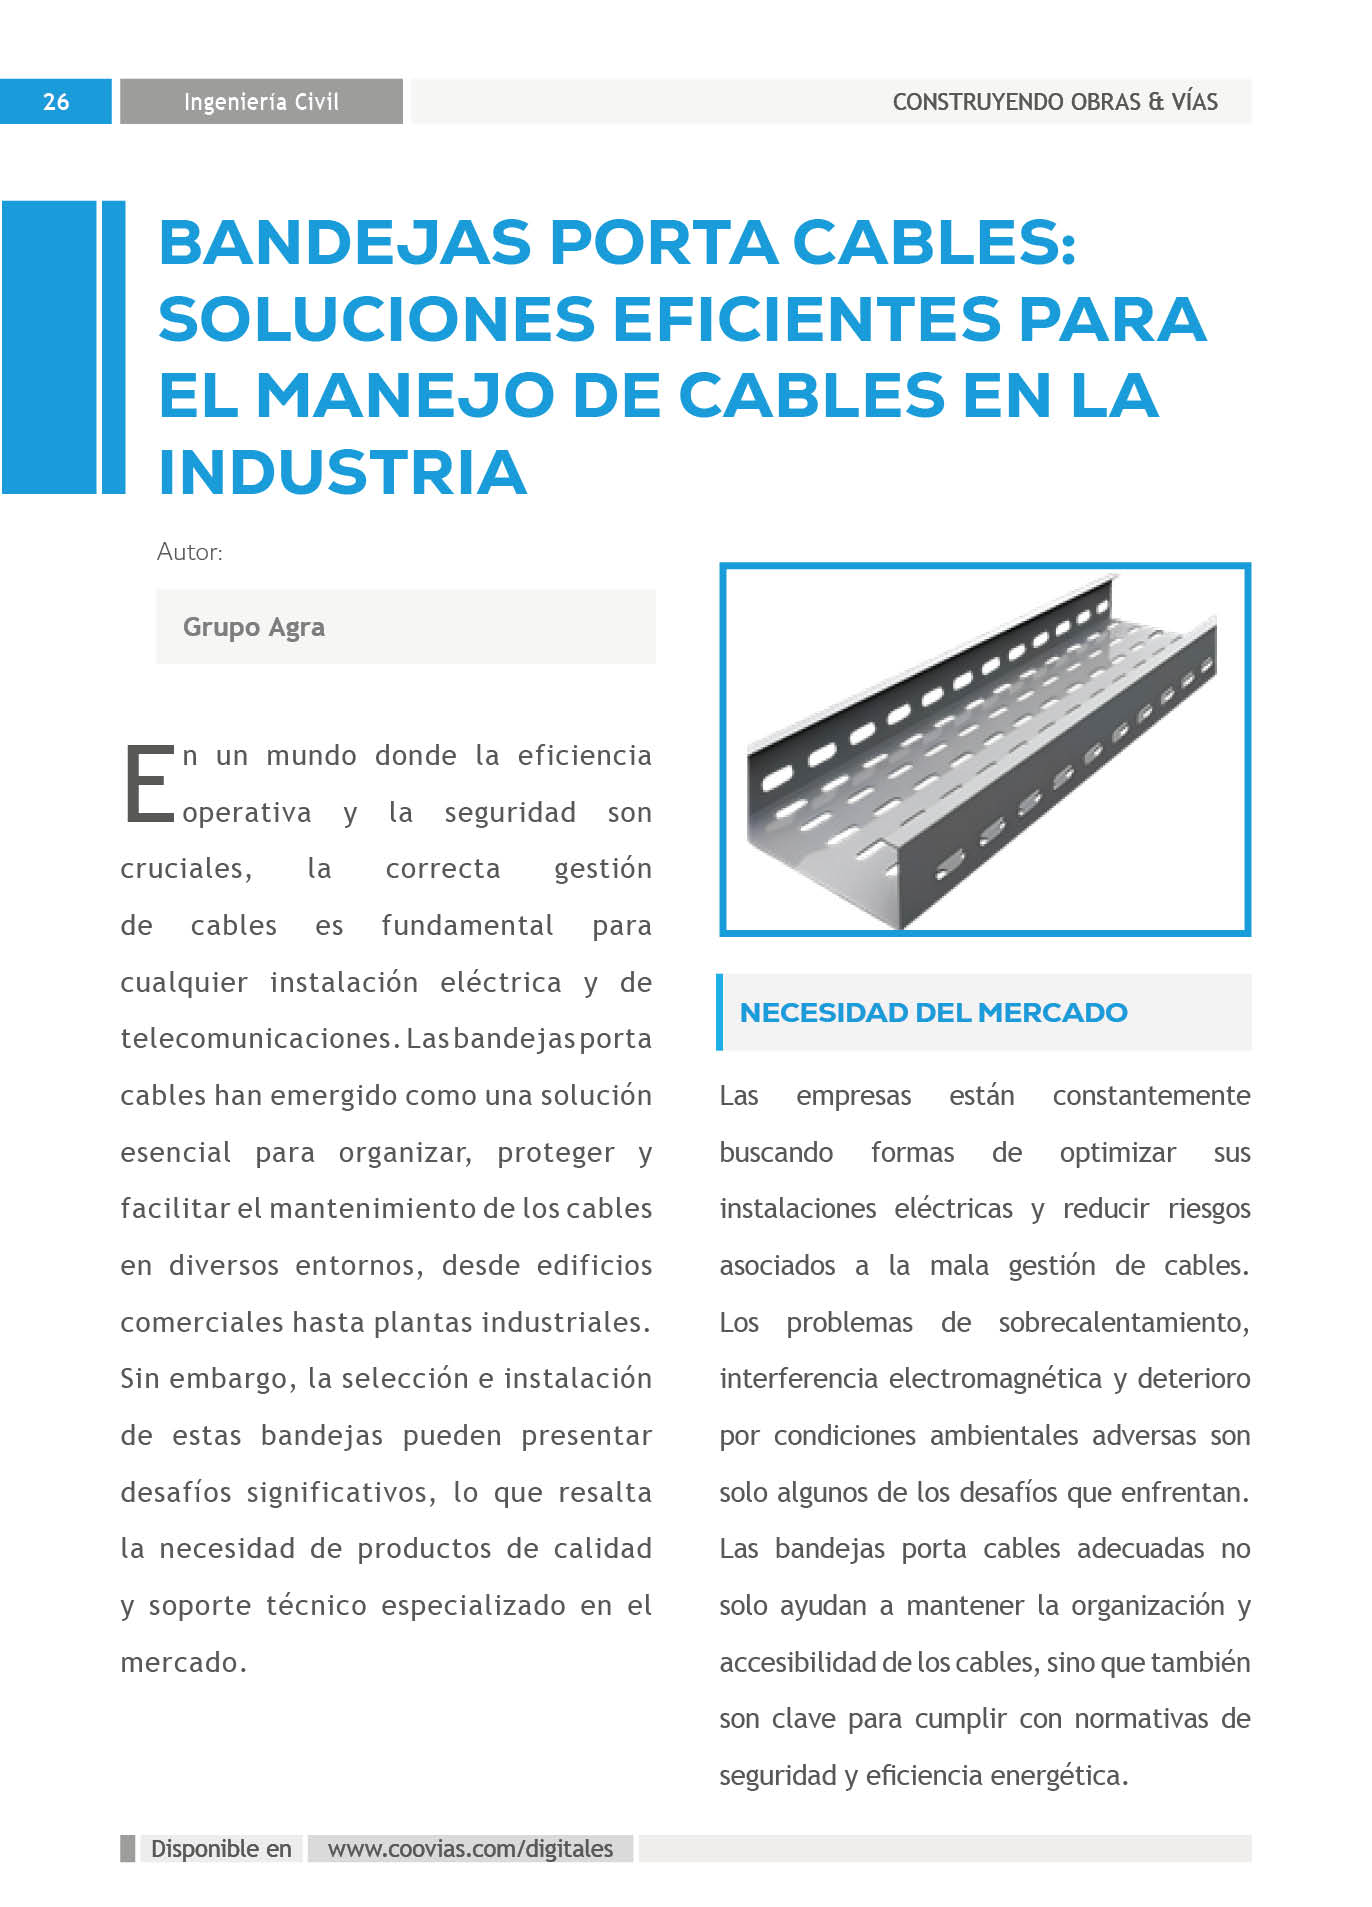 26
Ingeniería Civil
CONSTRUYENDO OBRAS & VÍAS
BANDEJAS PORTA CABLES:
SOLUCIONES EFICIENTES PARA
EL MANEJO DE CABLES EN LA
INDUSTRIA
Autor:
Grupo Agra
En un mundo donde la eficiencia
operativa y la seguridad son
cruciales, la correcta gestión
de cables es fundamental para
cualquier instalación eléctrica y de
telecomunicaciones. Las bandejas porta
cables han emergido como una solución
esencial para organizar, proteger y
facilitar el mantenimiento de los cables
en diversos entornos, desde edificios
comerciales hasta plantas industriales.
Sin embargo, la selección e instalación
de estas bandejas pueden presentar
desafíos significativos, lo que resalta
la necesidad de productos de calidad
y soporte técnico especializado en el
mercado.
NECESIDAD DEL MERCADO
Las empresas están constantemente
buscando formas de optimizar sus
instalaciones eléctricas y reducir riesgos
asociados a la mala gestión de cables.
Los problemas de sobrecalentamiento,
interferencia electromagnética y deterioro
por condiciones ambientales adversas son
solo algunos de los desafíos que enfrentan.
Las bandejas porta cables adecuadas no
solo ayudan a mantener la organización y
accesibilidad de los cables, sino que también
son clave para cumplir con normativas de
seguridad y eficiencia energética.
Disponible en
www.coovias.com/digitales